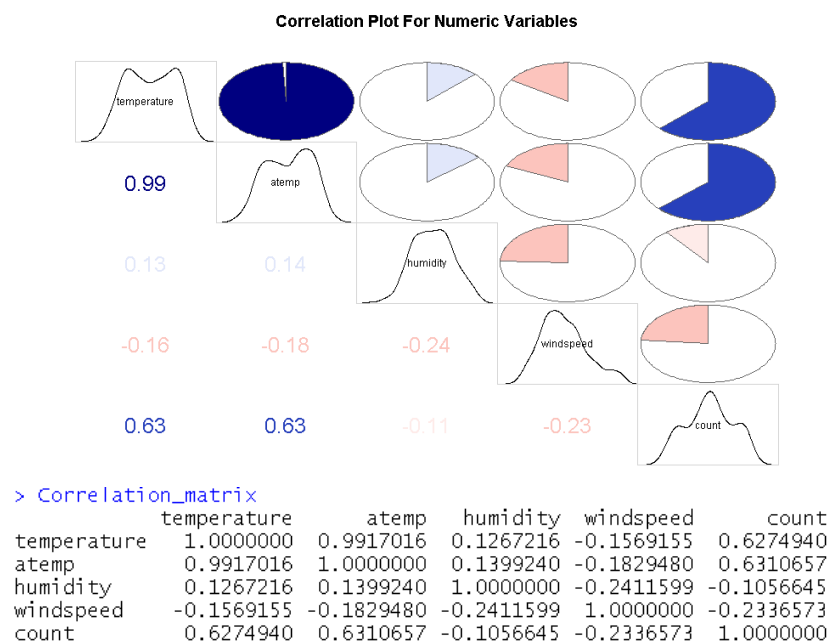 Correlation Plot For Numeric Variables
temperature
0.99 atemp
0.13 0.14 humidity
-0.16 -0.18 -0.24 windspeed
0.63 0.63 -0.11 -0.23 count
> Correlation_matrix
temperature atemp humidity windspeed count
temperature 1.0000000 0.9917016 0.1267216 -0.1569155 0.6274940
atemp 0.9917016 1.0000000 0.1399240 -0.1829480 0.6310657
humidity 0.1267216 0.1399240 1.0000000 -0.2411599 -0.1056645
windspeed -0.1569155 -0.1829480 -0.2411599 1.0000000 -0.2336573
count 0.6274940 0.6310657 -0.1056645 -0.2336573 1.0000000